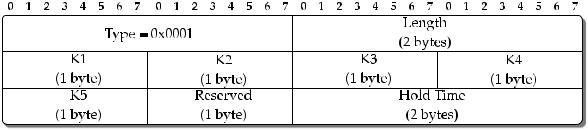 0 1 2 3 4 5 6 7 0 1 2 3 4 5 6 7 0 1 2 3 4 5 6 7 0 1 2 3 4 5 6 7
Type = 0x0001
Length
(2 bytes)
K1 K2 K3 K4
(1 byte) (1 byte) (1 byte) (1 byte)
K5 Reserved Hold Time
(1 byte) (1 byte) (2 bytes)